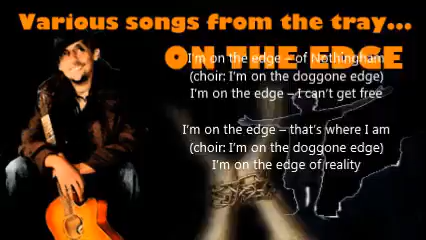 Various songs from the tray...
ON THE EDGE
I'm on the edge – of Nothingham
(choir: I'm on the doggone edge)
I'm on the edge – I can't get free
I'm on the edge – that's where I am
(choir: I'm on the doggone edge)
I'm on the edge of reality